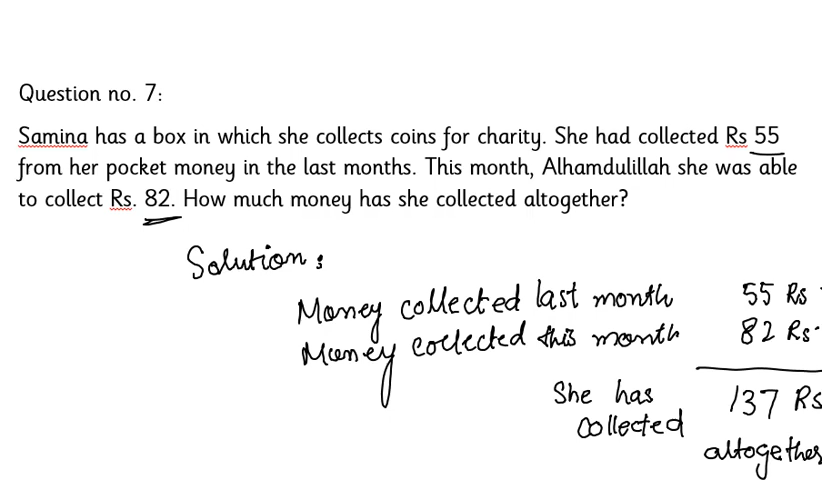 Question no. 7:
Samina has a box in which she collects coins for charity. She had collected Rs 55
from her pocket money in the last months. This month, Alhamdulillah she was able
to collect Rs. 82. How much money has she collected altogether?
Solution:
Money collected last month 55 Rs
Money collected this month 82 Rs.
She has 137 Rs
collected
altogether